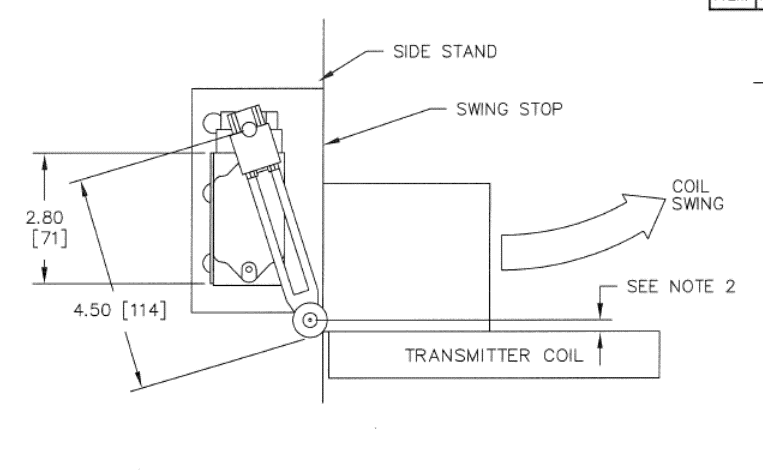 SIDE STAND
SWING STOP
COIL
SWING
2.80
[71]
SEE NOTE 2
4.50 [114]
TRANSMITTER COIL